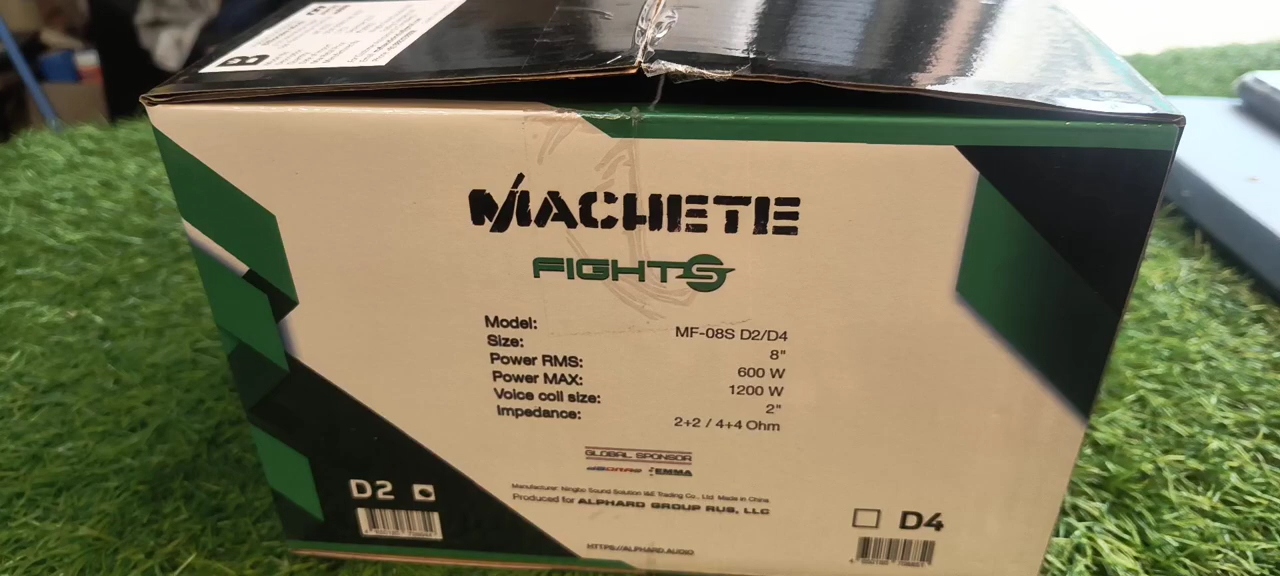 MACHETE
FIGHTS
Model: MF-08S D2/D4
Size: 8"
Power RMS: 600 W
Power MAX: 1200 W
Voice coil size: 2"
Impedance: 2+2 / 4+4 Ohm
GLOBAL SPONSOR
EMMA
Manufacturer: Ningbo Sound Solution I&E Trading Co., Ltd Made in China
Produced for ALPHARD GROUP RUS, LLC
D2
D4
HTTPS://ALPHARD.AUDIO